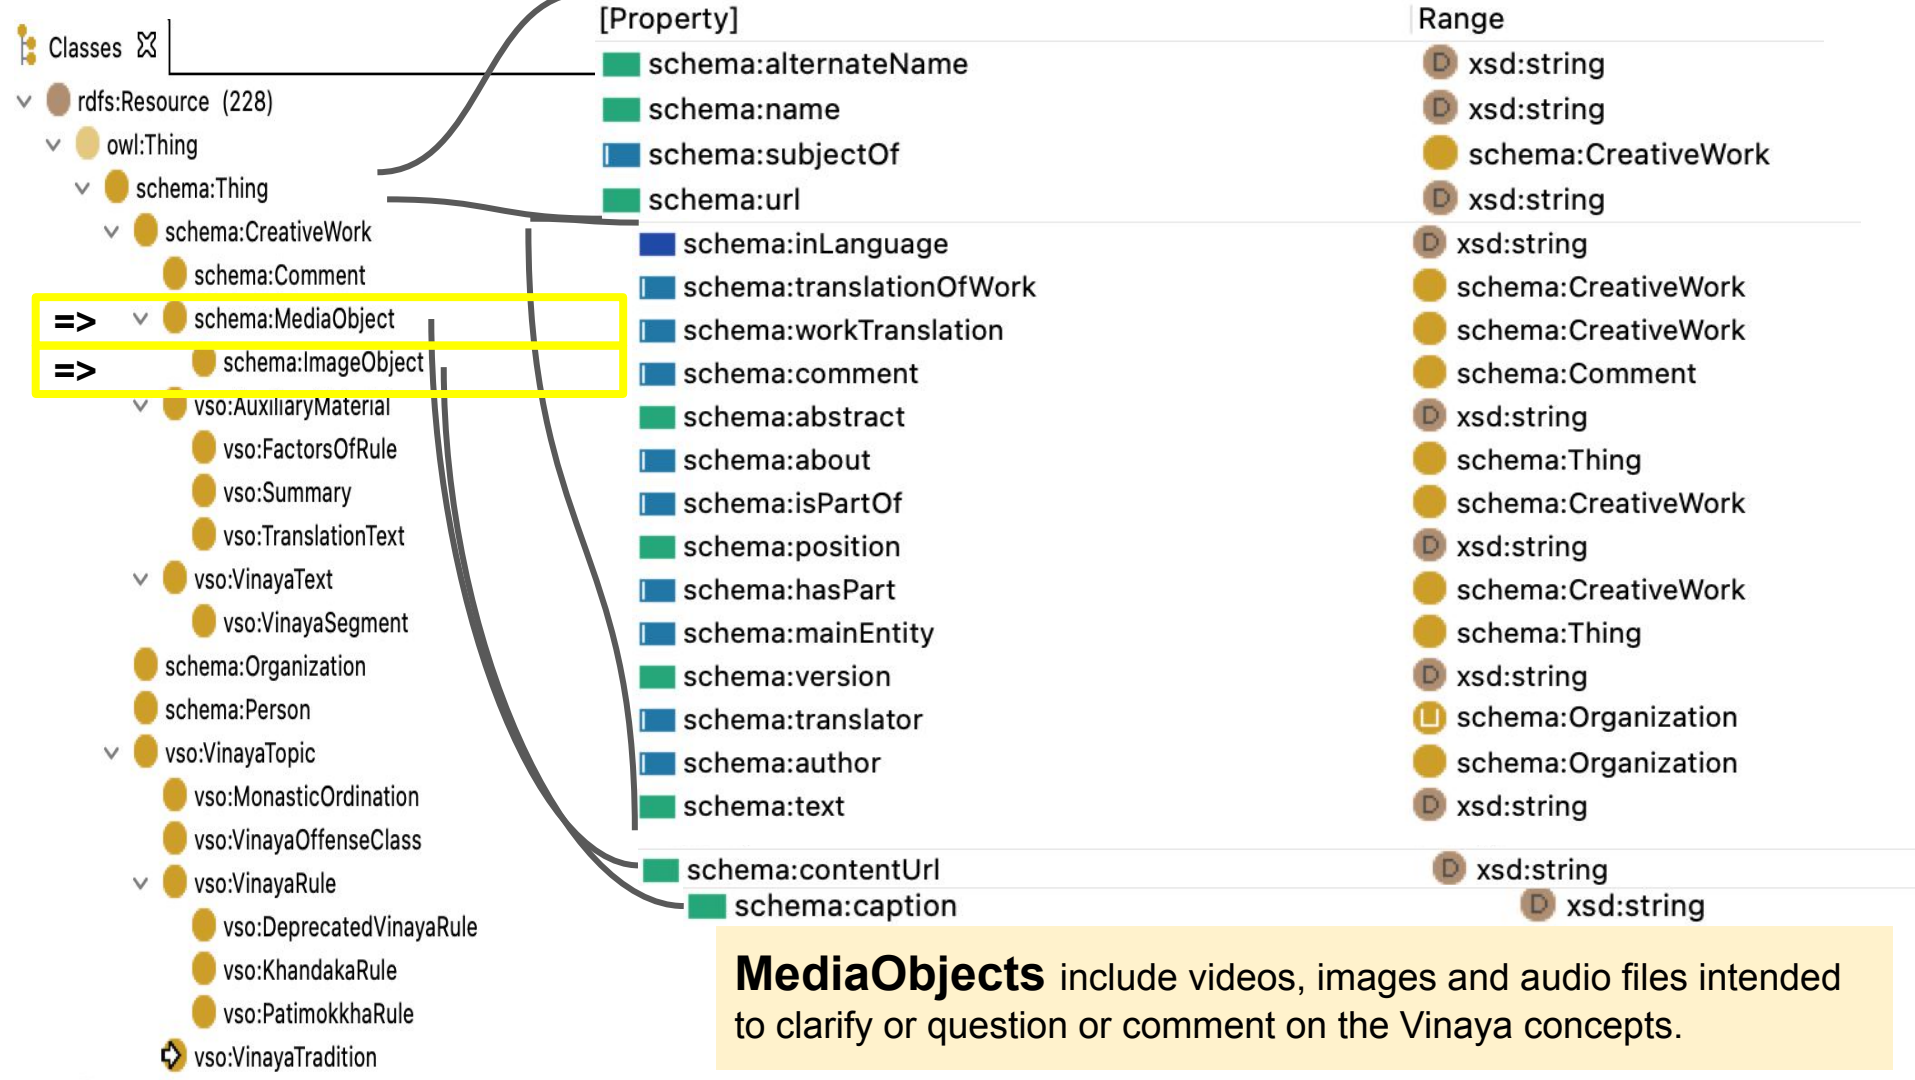 Classes
rdfs:Resource (228)
owl:Thing
schema:Thing
schema:CreativeWork
schema:Comment
=> schema:MediaObject
=> schema:ImageObject
vso:AuxiliaryMaterial
vso:FactorsOfRule
vso:Summary
vso:TranslationText
vso:VinayaText
vso:VinayaSegment
schema:Organization
schema:Person
vso:VinayaTopic
vso:MonasticOrdination
vso:VinayaOffenseClass
vso:VinayaRule
vso:DeprecatedVinayaRule
vso:KhandakaRule
vso:PatimokkhaRule
vso:VinayaTradition
[Property] Range
schema:alternateName D xsd:string
schema:name D xsd:string
schema:subjectOf schema:CreativeWork
schema:url D xsd:string
schema:inLanguage D xsd:string
schema:translationOfWork schema:CreativeWork
schema:workTranslation schema:CreativeWork
schema:comment schema:Comment
schema:abstract D xsd:string
schema:about schema:Thing
schema:isPartOf schema:CreativeWork
schema:position D xsd:string
schema:hasPart schema:CreativeWork
schema:mainEntity schema:Thing
schema:version D xsd:string
schema:translator schema:Organization
schema:author schema:Organization
schema:text D xsd:string
schema:contentUrl D xsd:string
schema:caption D xsd:string
MediaObjects include videos, images and audio files intended
to clarify or question or comment on the Vinaya concepts.